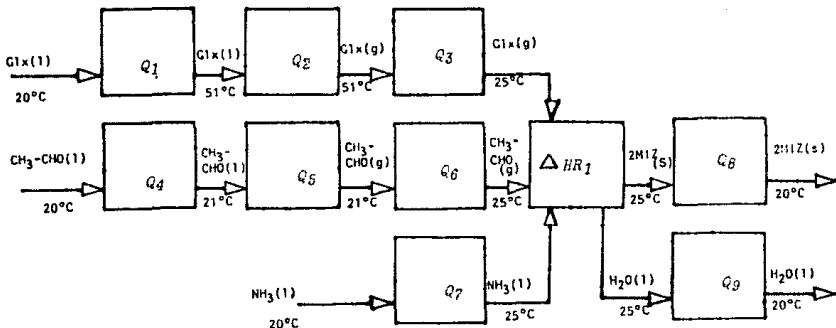 Glx(l)
20°C
Q1
Glx(l)
51°C
Q2
Glx(g)
51°C
Q3
Glx(g)
25°C
CH3-CHO(l)
20°C
Q4
CH3-
CHO(l)
21°C
Q5
CH3-
CHO(g)
21°C
Q6
CH3-
CHO
(g)
25°C
Δ HR1
2MIZ
(S)
25°C
Q8
2MIZ(s)
20°C
NH3(l)
20°C
Q7
NH3(l)
25°C
H2O(l)
25°C
Q9
H2O(l)
20°C